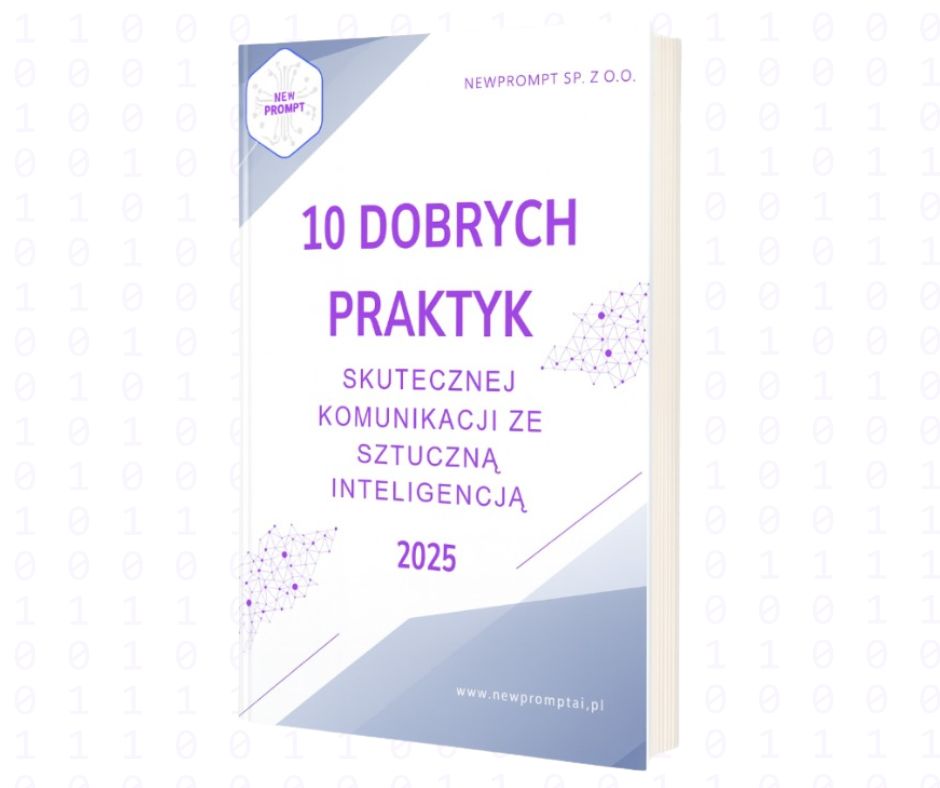 NEW
PROMPT
NEWPROMPT SP. Z O.O.
10 DOBRYCH
PRAKTYK
SKUTECZNEJ
KOMUNIKACJI ZE
SZTUCZNĄ
INTELIGENCJĄ
2025
www.newpromptai.pl